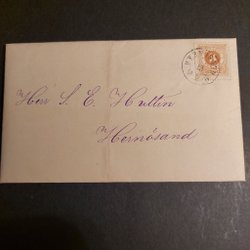 Herr S. E. Hultin
Hernösand